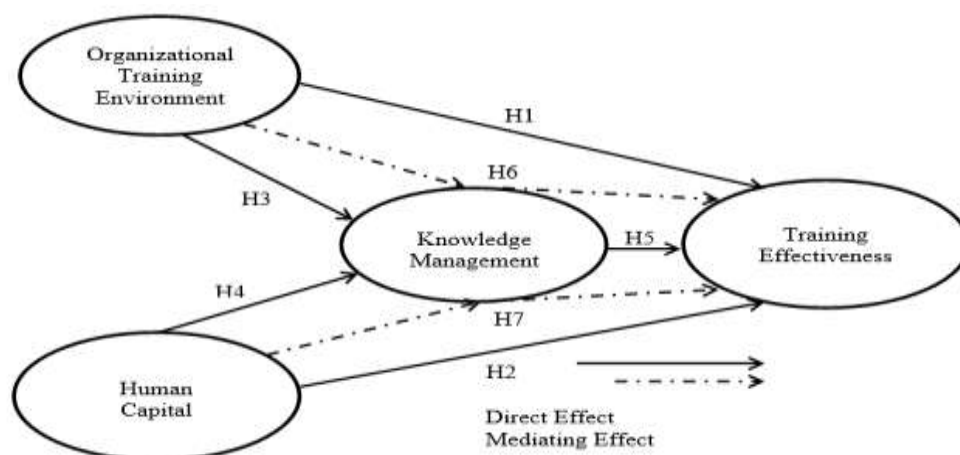 Organizational
Training
Environment
H1
H6
H3
Knowledge
Management
H5
Training
Effectiveness
H4
H7
H2
Human
Capital
Direct Effect
Mediating Effect